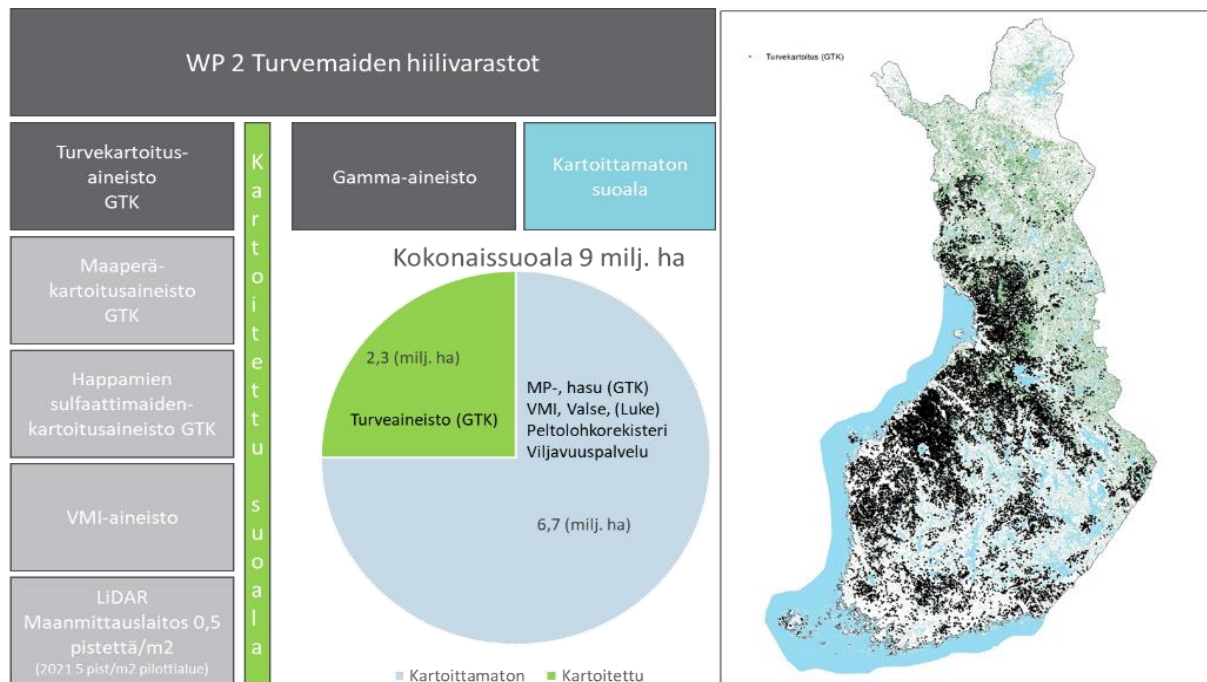 WP 2 Turvemaiden hiilivarastot
Turvekartoitus-
aineisto
GTK
Maaperä-
kartoitusaineisto
GTK
Happamien
sulfaattimaiden-
kartoitusaineisto GTK
VMI-aineisto
LiDAR
Maanmittauslaitos 0,5
pistettä/m2
(2021 5 pist/m2 pilottialue)
Kartoitettu suoala
Gamma-aineisto
Kartoittamaton
suoala
Kokonaissuoala 9 milj. ha
2,3 (milj. ha)
Turveaineisto (GTK)
MP-, hasu (GTK)
VMI, Valse, (Luke)
Peltolohkorekisteri
Viljavuuspalvelu
6,7 (milj. ha)
Kartoittamaton
Kartoitettu
Turvekartoitus (GTK)